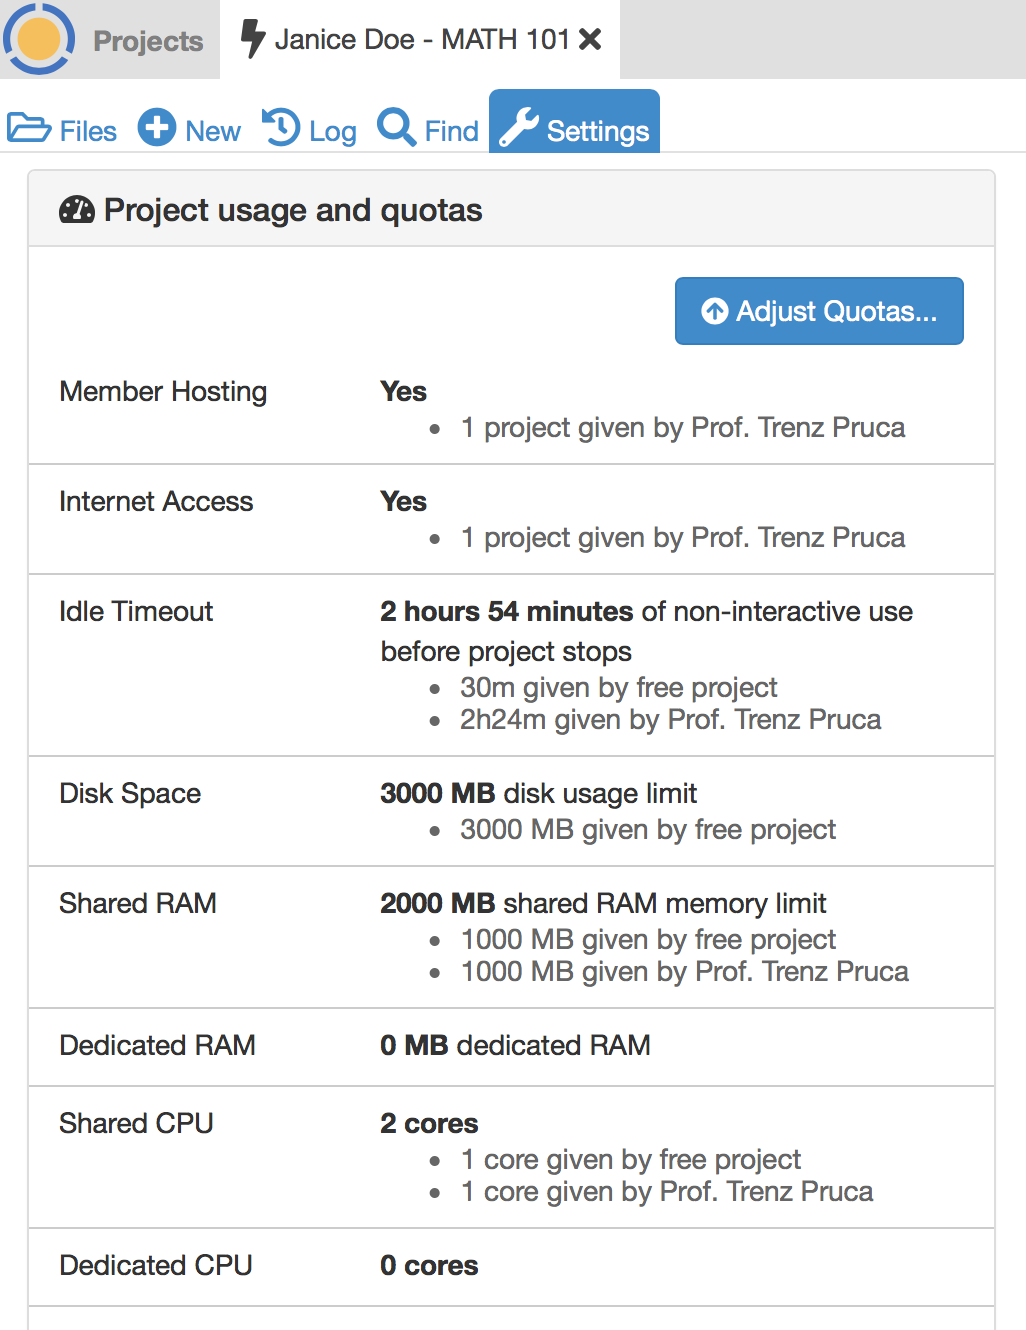 Projects
Janice Doe - MATH 101
Files
New
Log
Find
Settings
Project usage and quotas
Adjust Quotas...
Member Hosting
Yes
1 project given by Prof. Trenz Pruca
Internet Access
Yes
1 project given by Prof. Trenz Pruca
Idle Timeout
2 hours 54 minutes of non-interactive use
before project stops
30m given by free project
2h24m given by Prof. Trenz Pruca
Disk Space
3000 MB disk usage limit
3000 MB given by free project
Shared RAM
2000 MB shared RAM memory limit
1000 MB given by free project
1000 MB given by Prof. Trenz Pruca
Dedicated RAM
0 MB dedicated RAM
Shared CPU
2 cores
1 core given by free project
1 core given by Prof. Trenz Pruca
Dedicated CPU
0 cores